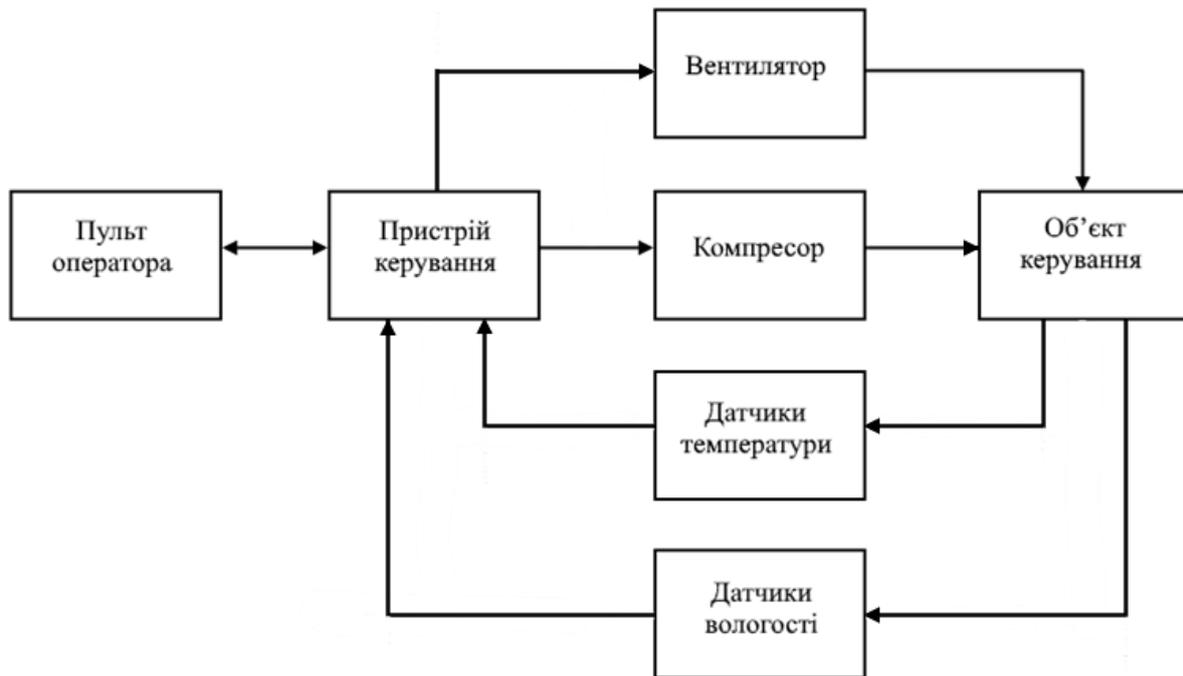 Вентилятор
Пульт
оператора
Пристрій
керування
Компресор
Об’єкт
керування
Датчики
температури
Датчики
вологості